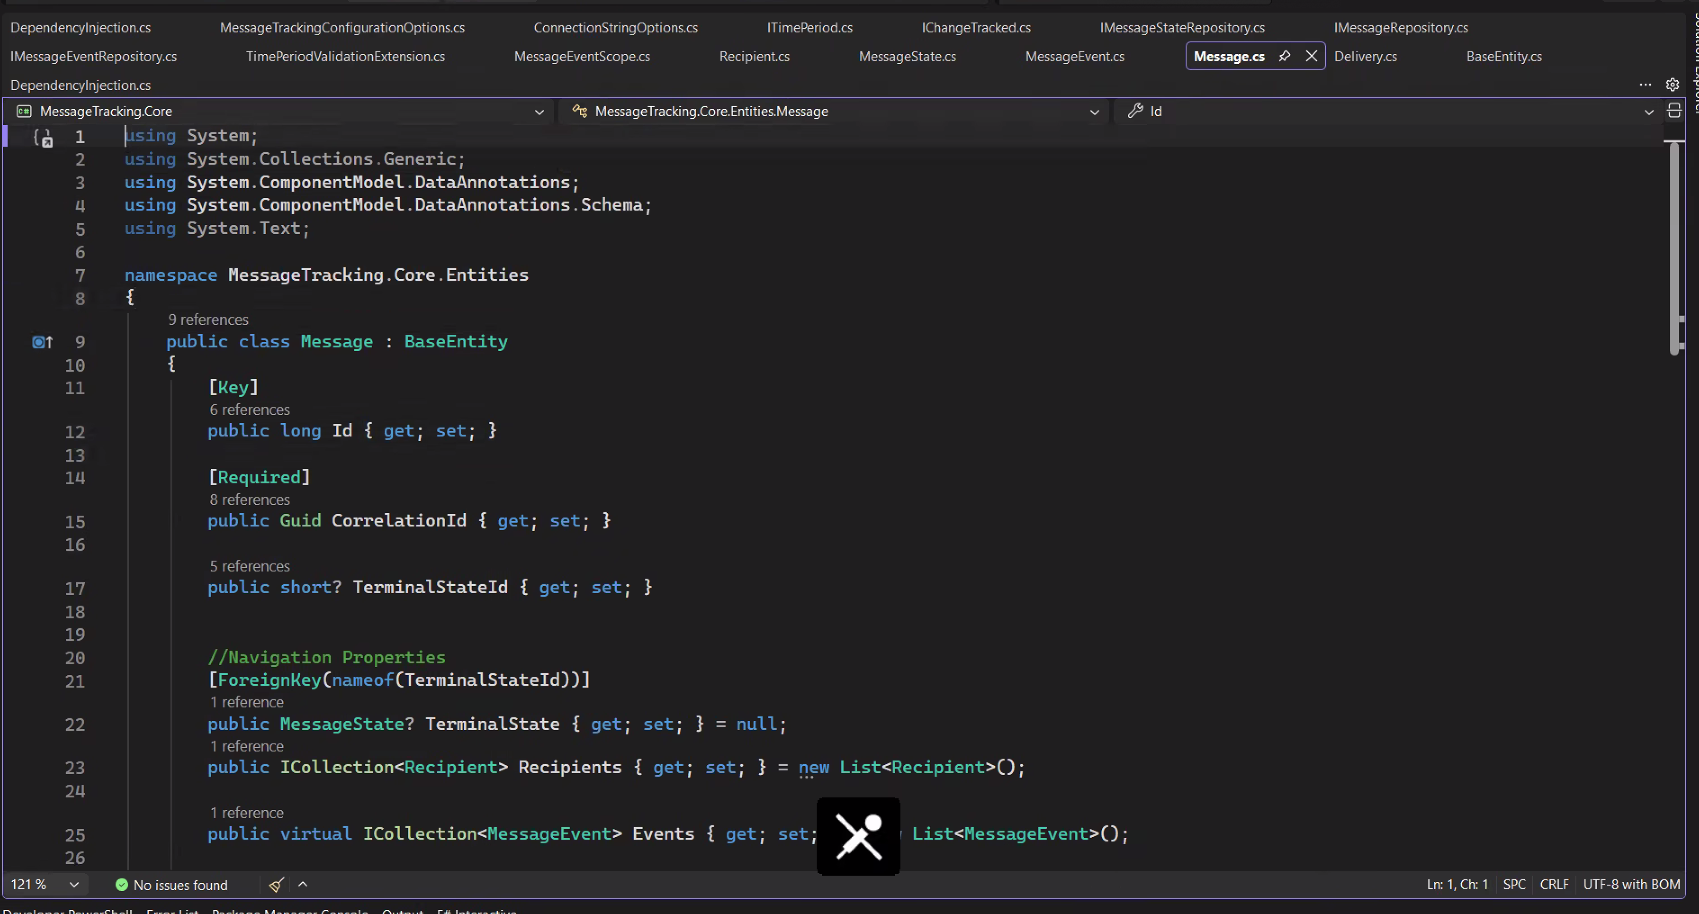 DependencyInjection.cs MessageTrackingConfigurationOptions.cs ConnectionStringOptions.cs ITimePeriod.cs IChangeTracked.cs IMessageStateRepository.cs IMessageRepository.cs
IMessageEventRepository.cs TimePeriodValidationExtension.cs MessageEventScope.cs Recipient.cs MessageState.cs MessageEvent.cs Message.cs Delivery.cs BaseEntity.cs
DependencyInjection.cs
MessageTracking.Core MessageTracking.Core.Entities.Message Id
1 using System;
2 using System.Collections.Generic;
3 using System.ComponentModel.DataAnnotations;
4 using System.ComponentModel.DataAnnotations.Schema;
5 using System.Text;
6
7 namespace MessageTracking.Core.Entities
8 {
9 references
9 public class Message : BaseEntity
10 {
11 [Key]
6 references
12 public long Id { get; set; }
13
14 [Required]
8 references
15 public Guid CorrelationId { get; set; }
16
5 references
17 public short? TerminalStateId { get; set; }
18
19
20 //Navigation Properties
21 [ForeignKey(nameof(TerminalStateId))]
1 reference
22 public MessageState? TerminalState { get; set; } = null;
1 reference
23 public ICollection<Recipient> Recipients { get; set; } = new List<Recipient>();
24
1 reference
25 public virtual ICollection<MessageEvent> Events { get; set; List<MessageEvent>();
26
121 % No issues found Ln: 1, Ch: 1 SPC CRLF UTF-8 with BOM